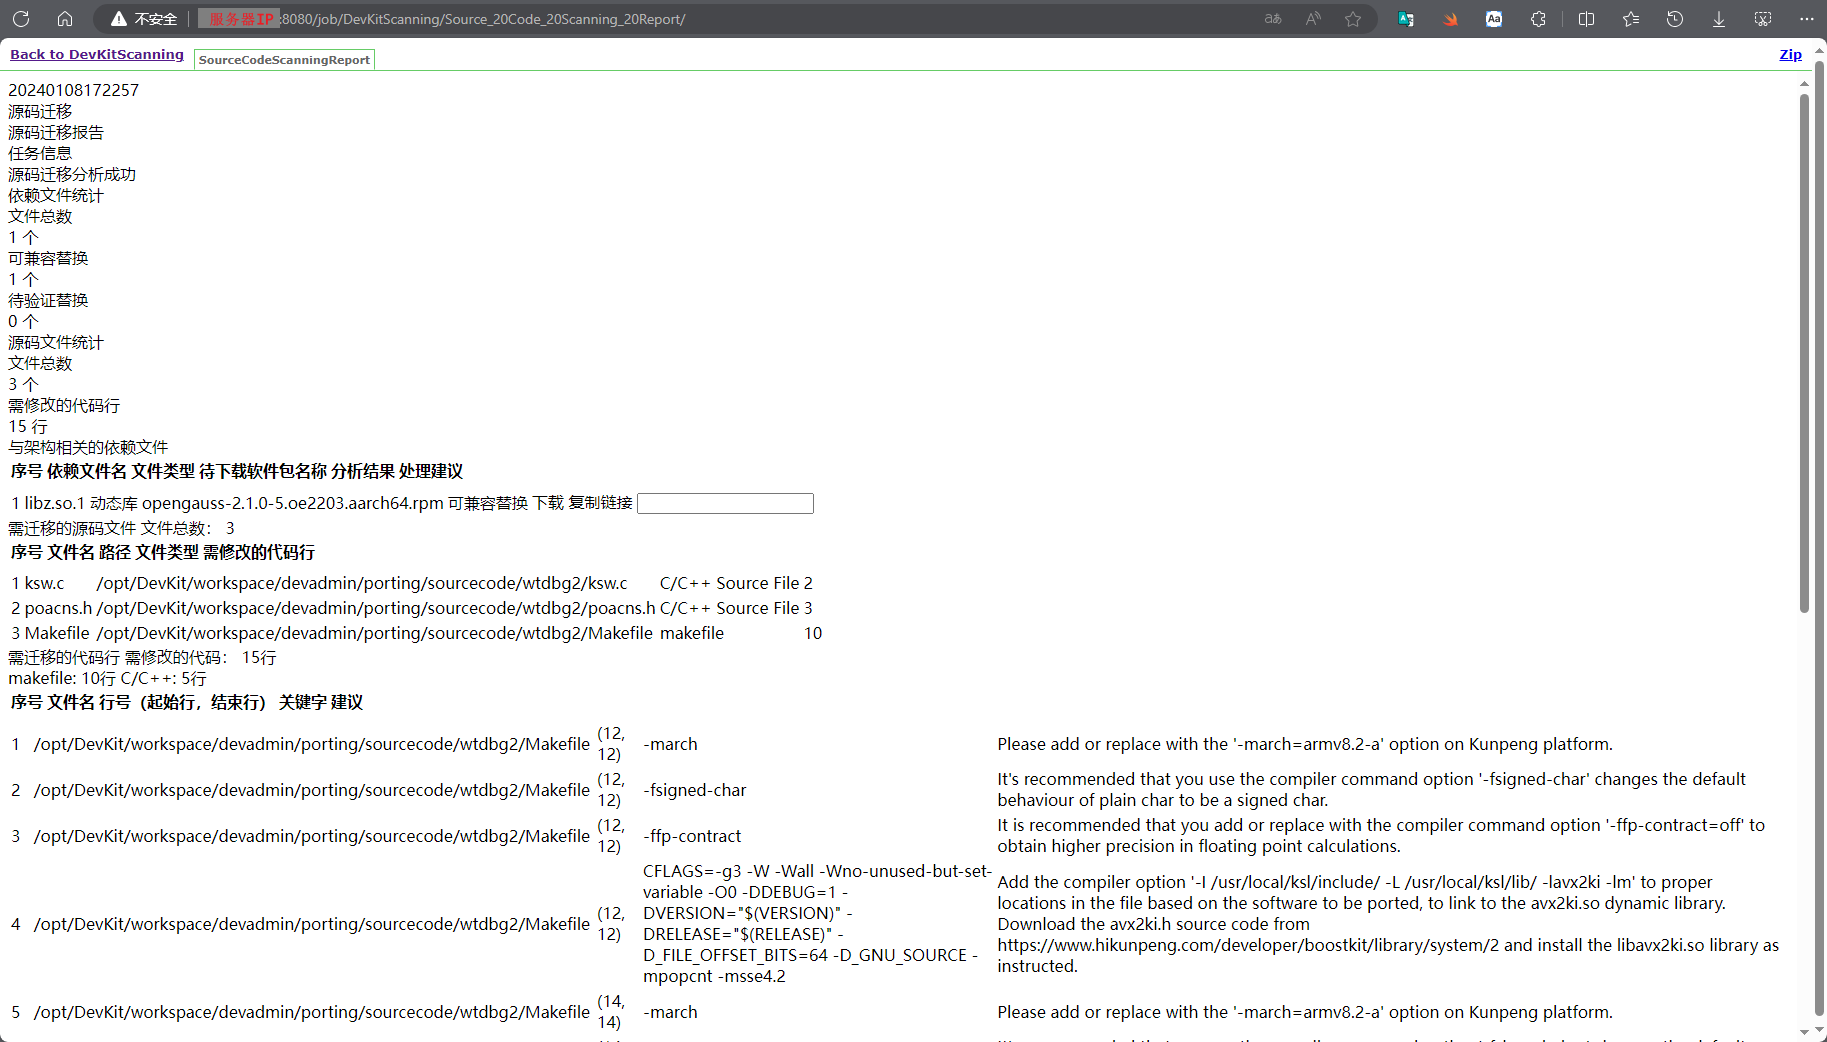 不安全 服务器IP:8080/job/DevKitScanning/Source_20Code_20Scanning_20Report/
Back to DevKitScanning SourceCodeScanningReport Zip
20240108172257
源码迁移
源码迁移报告
任务信息
源码迁移分析成功
依赖文件统计
文件总数
1 个
可兼容替换
1 个
待验证替换
0 个
源码文件统计
文件总数
3 个
需修改的代码行
15 行
与架构相关的依赖文件
序号 依赖文件名 文件类型 待下载软件包名称 分析结果 处理建议
1 libz.so.1 动态库 opengauss-2.1.0-5.oe2203.aarch64.rpm 可兼容替换 下载 复制链接
需迁移的源码文件 文件总数： 3
序号 文件名 路径 文件类型 需修改的代码行
1 ksw.c /opt/DevKit/workspace/devadmin/porting/sourcecode/wtdbg2/ksw.c C/C++ Source File 2
2 poacns.h /opt/DevKit/workspace/devadmin/porting/sourcecode/wtdbg2/poacns.h C/C++ Source File 3
3 Makefile /opt/DevKit/workspace/devadmin/porting/sourcecode/wtdbg2/Makefile makefile 10
需迁移的代码行 需修改的代码： 15行
makefile: 10行 C/C++: 5行
序号 文件名 行号（起始行，结束行） 关键字 建议
1 /opt/DevKit/workspace/devadmin/porting/sourcecode/wtdbg2/Makefile (12, 12) -march Please add or replace with the '-march=armv8.2-a' option on Kunpeng platform.
2 /opt/DevKit/workspace/devadmin/porting/sourcecode/wtdbg2/Makefile (12, 12) -fsigned-char It's recommended that you use the compiler command option '-fsigned-char' changes the default
behaviour of plain char to be a signed char.
3 /opt/DevKit/workspace/devadmin/porting/sourcecode/wtdbg2/Makefile (12, 12) -ffp-contract It is recommended that you add or replace with the compiler command option '-ffp-contract=off' to
obtain higher precision in floating point calculations.
4 /opt/DevKit/workspace/devadmin/porting/sourcecode/wtdbg2/Makefile (12, 12)
CFLAGS=-g3 -W -Wall -Wno-unused-but-set-
variable -O0 -DDEBUG=1 -
DVERSION="$(VERSION)" -
DRELEASE="$(RELEASE)" -
D_FILE_OFFSET_BITS=64 -D_GNU_SOURCE -
mpopcnt -msse4.2
Add the compiler option '-I /usr/local/ksl/include/ -L /usr/local/ksl/lib/ -lavx2ki -lm' to proper
locations in the file based on the software to be ported, to link to the avx2ki.so dynamic library.
Download the avx2ki.h source code from
https://www.hikunpeng.com/developer/boostkit/library/system/2 and install the libavx2ki.so library as
instructed.
5 /opt/DevKit/workspace/devadmin/porting/sourcecode/wtdbg2/Makefile (14, 14) -march Please add or replace with the '-march=armv8.2-a' option on Kunpeng platform.